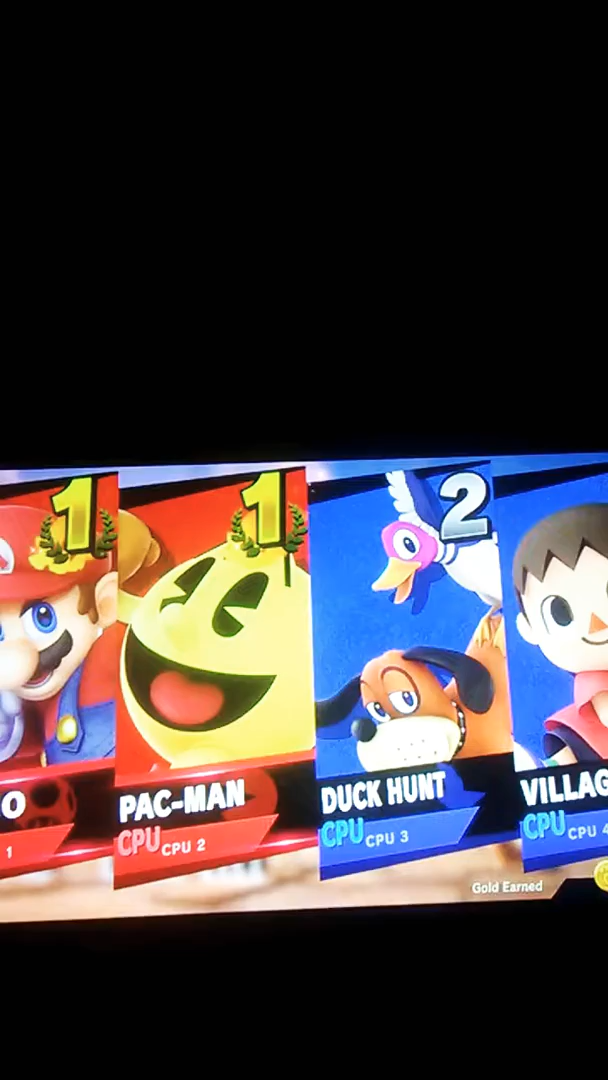 1
1
2
O
PAC-MAN
DUCK HUNT
VILLAG
1
CPU CPU 2
CPU CPU 3
CPU CPU 4
Gold Earned